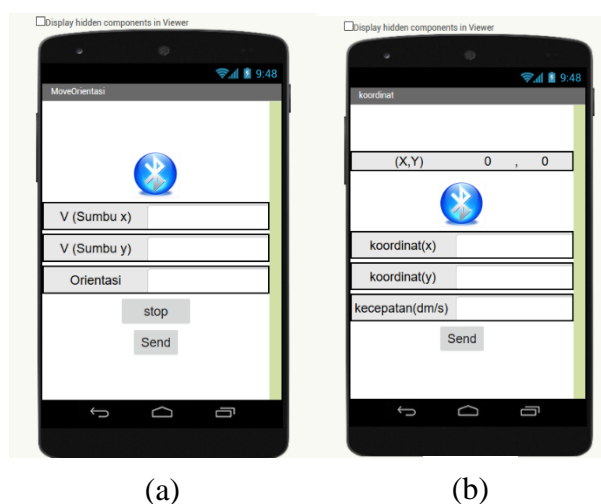 Display hidden components in Viewer
9:48
MoveOrientasi
V (Sumbu x)
V (Sumbu y)
Orientasi
stop
Send
(a)
Display hidden components in Viewer
9:48
koordinat
(X,Y) 0 , 0
koordinat(x)
koordinat(y)
kecepatan(dm/s)
Send
(b)